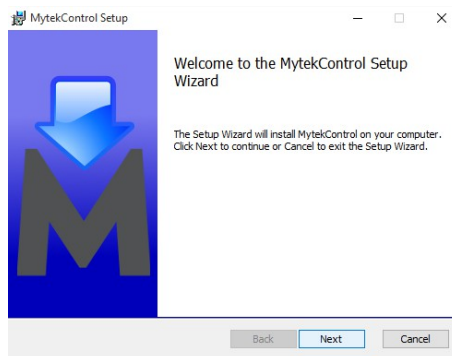 MytekControl Setup
Welcome to the MytekControl Setup
Wizard
The Setup Wizard will install MytekControl on your computer.
Click Next to continue or Cancel to exit the Setup Wizard.
M
Back Next Cancel